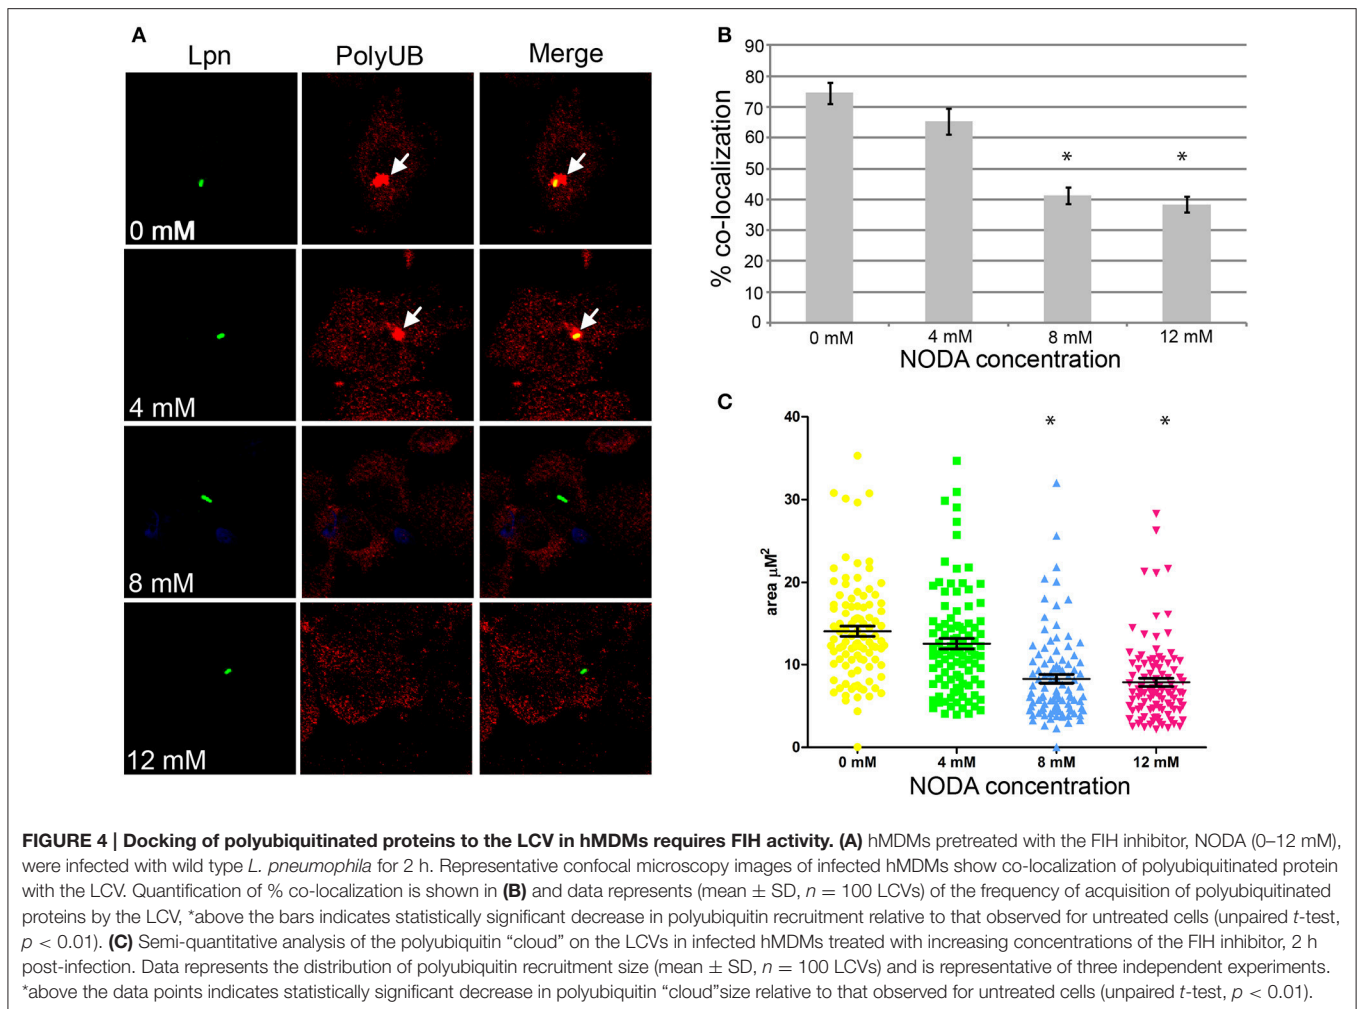 A
Lpn PolyUB Merge
0 mM
4 mM
8 mM
12 mM
B
90
80
70
60
50
40
30
20
10
0
% co-localization
* *
0 mM 4 mM 8 mM 12 mM
NODA concentration
C
40
30
20
10
0
area µM²
* *
0 mM 4 mM 8 mM 12 mM
NODA concentration
FIGURE 4 | Docking of polyubiquitinated proteins to the LCV in hMDMs requires FIH activity. (A) hMDMs pretreated with the FIH inhibitor, NODA (0–12 mM),
were infected with wild type L. pneumophila for 2 h. Representative confocal microscopy images of infected hMDMs show co-localization of polyubiquitinated protein
with the LCV. Quantification of % co-localization is shown in (B) and data represents (mean ± SD, n = 100 LCVs) of the frequency of acquisition of polyubiquitinated
proteins by the LCV, *above the bars indicates statistically significant decrease in polyubiquitin recruitment relative to that observed for untreated cells (unpaired t-test,
p < 0.01). (C) Semi-quantitative analysis of the polyubiquitin “cloud” on the LCVs in infected hMDMs treated with increasing concentrations of the FIH inhibitor, 2 h
post-infection. Data represents the distribution of polyubiquitin recruitment size (mean ± SD, n = 100 LCVs) and is representative of three independent experiments.
*above the data points indicates statistically significant decrease in polyubiquitin “cloud”size relative to that observed for untreated cells (unpaired t-test, p < 0.01).